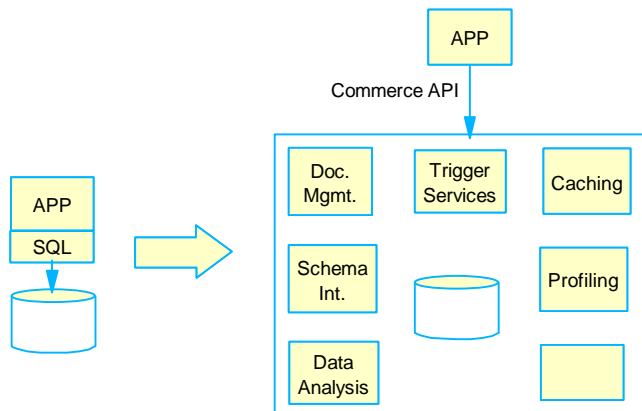 APP
Commerce API
Doc.
Mgmt.
Trigger
Services
Caching
APP
SQL
Schema
Int.
Profiling
Data
Analysis